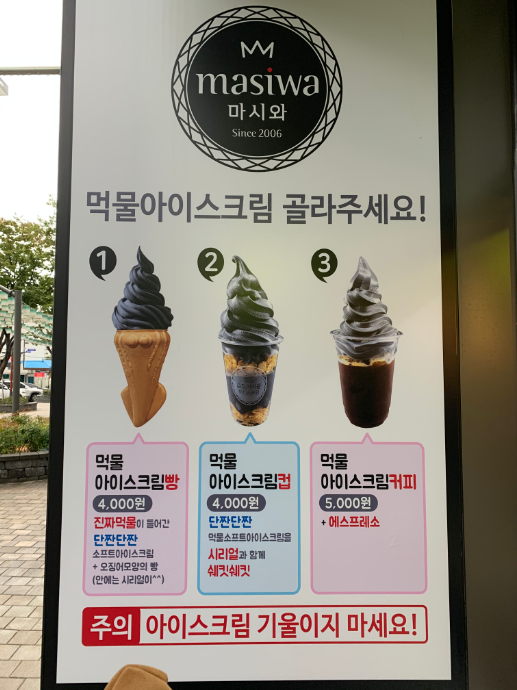 masiwa
마시와
Since 2006
먹물아이스크림 골라주세요!
1
2
3
먹물
아이스크림빵
4,000원
진짜먹물이 들어간
단짠단짠
소프트아이스크림
+ 오징어모양의 빵
(안에는 시리얼이^^)
먹물
아이스크림컵
4,000원
단짠단짠
먹물소프트아이스크림을
시리얼과 함께
쉐킷쉐킷
먹물
아이스크림커피
5,000원
+ 에스프레소
주의 아이스크림 기울이지 마세요!